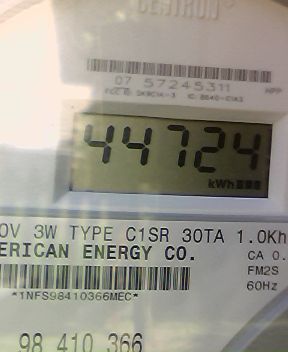 CENTRON®
07 57245311
44724
kWh
0V 3W TYPE C1SR 30TA 1.0Kh
ERICAN ENERGY CO.
CA 0.
FM2S
60Hz
*1NFS98410366MEC*
98 410 366